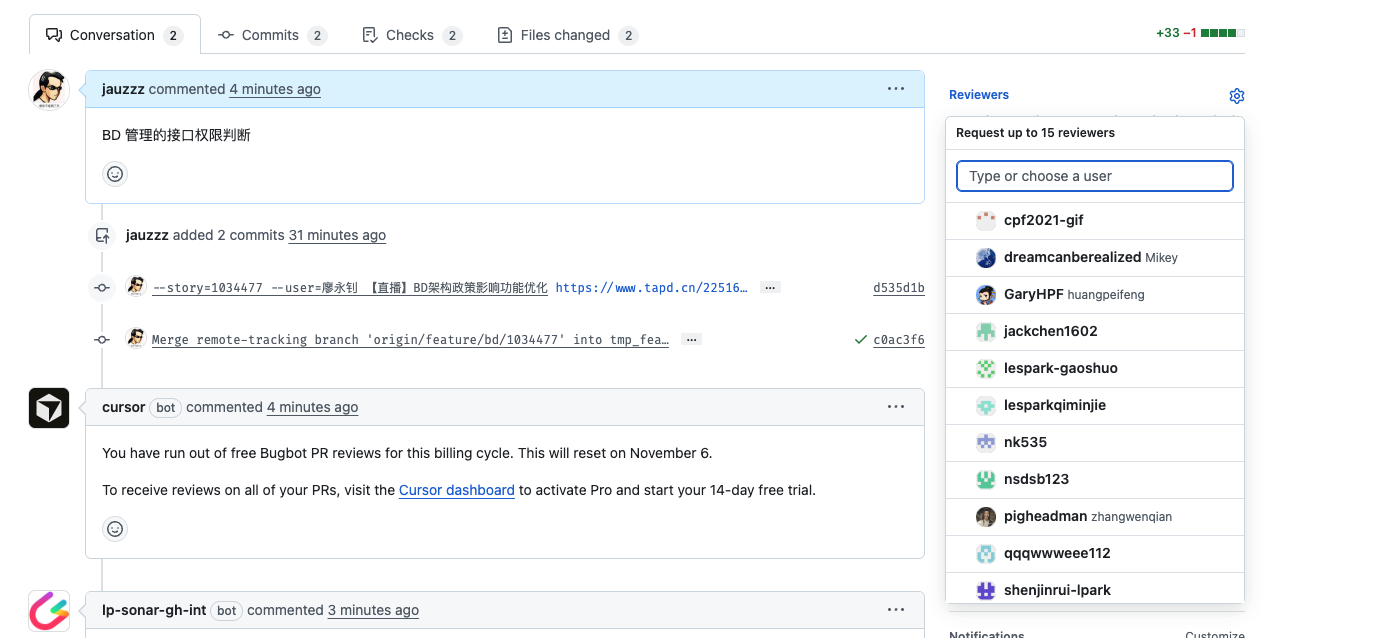 Conversation 2 Commits 2 Checks 2 Files changed 2 +33 −1
jauzzz commented 4 minutes ago
BD 管理的接口权限判断
jauzzz added 2 commits 31 minutes ago
--story=1034477 --user=廖永钊 【直播】BD架构政策影响功能优化 https://www.tapd.cn/22516… … d535d1b
Merge remote-tracking branch 'origin/feature/bd/1034477' into tmp_fea… … c0ac3f6
cursor bot commented 4 minutes ago
You have run out of free Bugbot PR reviews for this billing cycle. This will reset on November 6.
To receive reviews on all of your PRs, visit the Cursor dashboard to activate Pro and start your 14-day free trial.
lp-sonar-gh-int bot commented 3 minutes ago
Reviewers
Request up to 15 reviewers
Type or choose a user
cpf2021-gif
dreamcanberealized Mikey
GaryHPF huangpeifeng
jackchen1602
lespark-gaoshuo
lesparkqiminjie
nk535
nsdsb123
pigheadman zhangwenqian
qqqwwweee112
shenjinrui-lpark
Notifications Customize